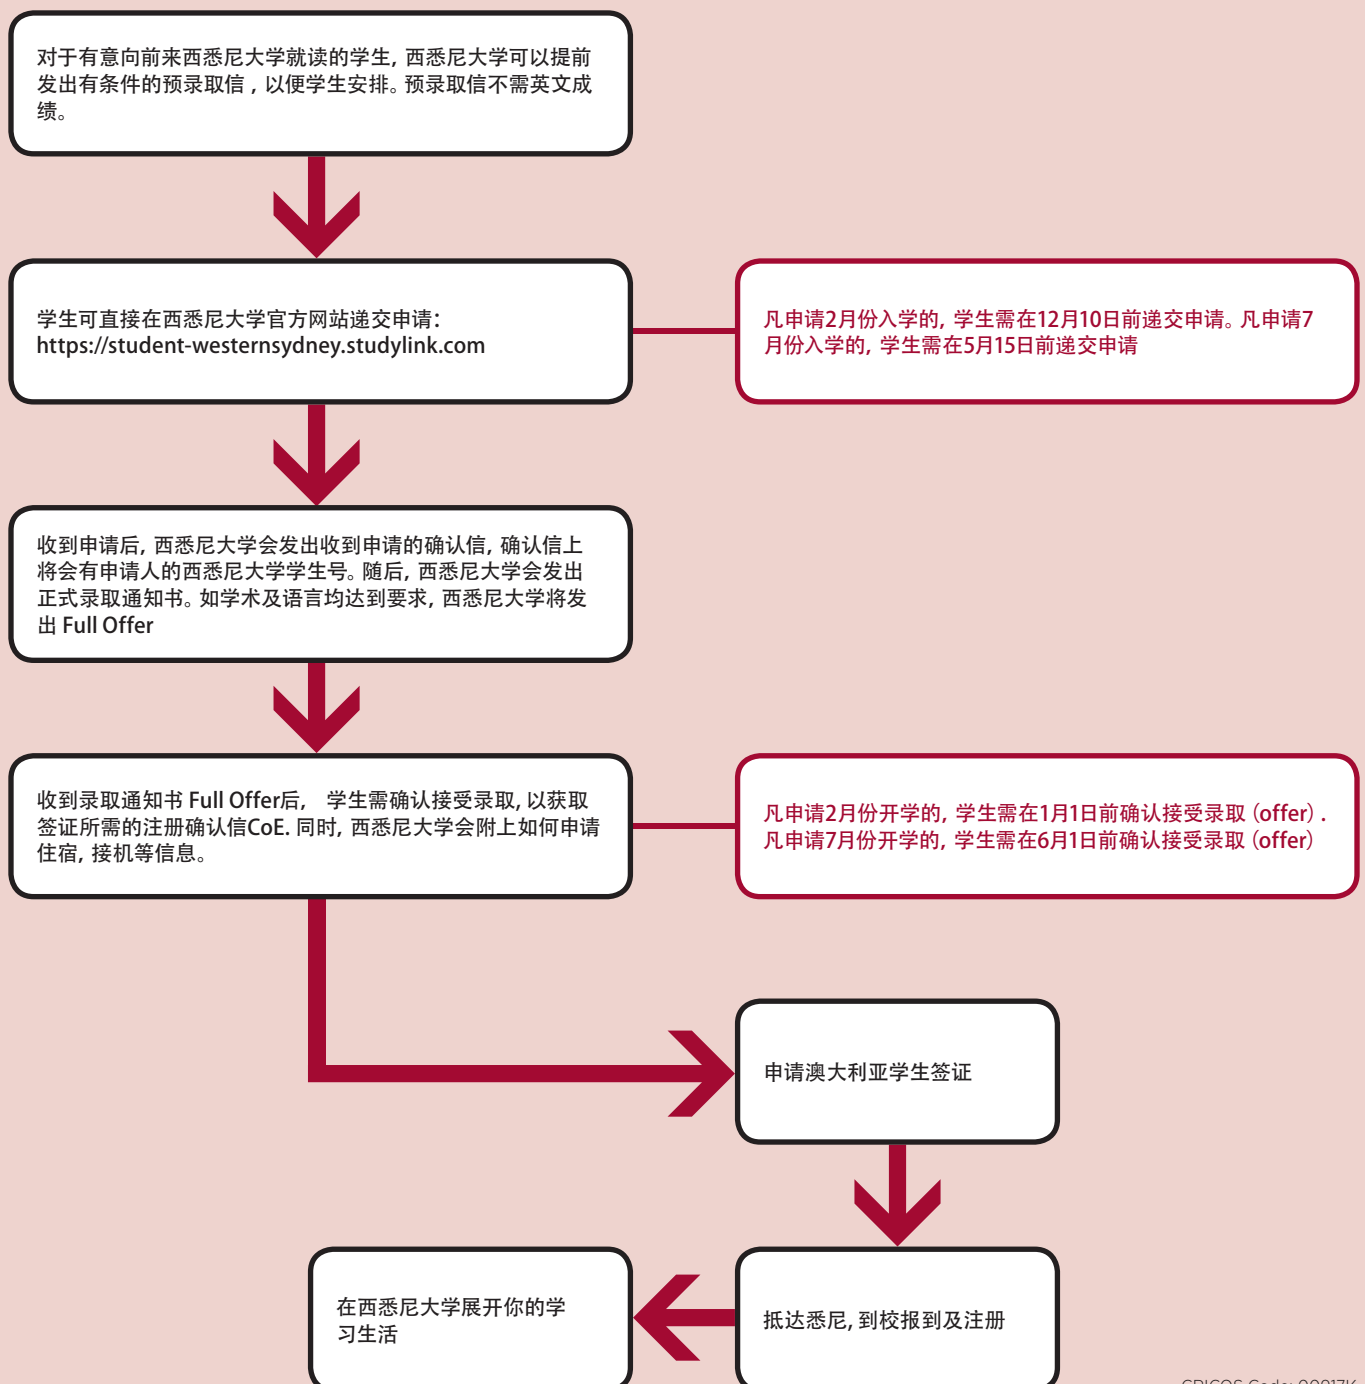 对于有意向前来西悉尼大学就读的学生, 西悉尼大学可以提前
发出有条件的预录取信 , 以便学生安排。预录取信不需英文成
绩。
学生可直接在西悉尼大学官方网站递交申请:
https://student-westernsydney.studylink.com
凡申请2月份入学的, 学生需在12月10日前递交申请。凡申请7
月份入学的, 学生需在5月15日前递交申请
收到申请后, 西悉尼大学会发出收到申请的确认信, 确认信上
将会有申请人的西悉尼大学学生号。随后, 西悉尼大学会发出
正式录取通知书。如学术及语言均达到要求, 西悉尼大学将发
出 Full Offer
收到录取通知书 Full Offer后, 学生需确认接受录取, 以获取
签证所需的注册确认信CoE. 同时, 西悉尼大学会附上如何申请
住宿, 接机等信息。
凡申请2月份开学的, 学生需在1月1日前确认接受录取 (offer) .
凡申请7月份开学的, 学生需在6月1日前确认接受录取 (offer)
申请澳大利亚学生签证
抵达悉尼, 到校报到及注册
在西悉尼大学展开你的学
习生活
CRICOS Code: 00917K